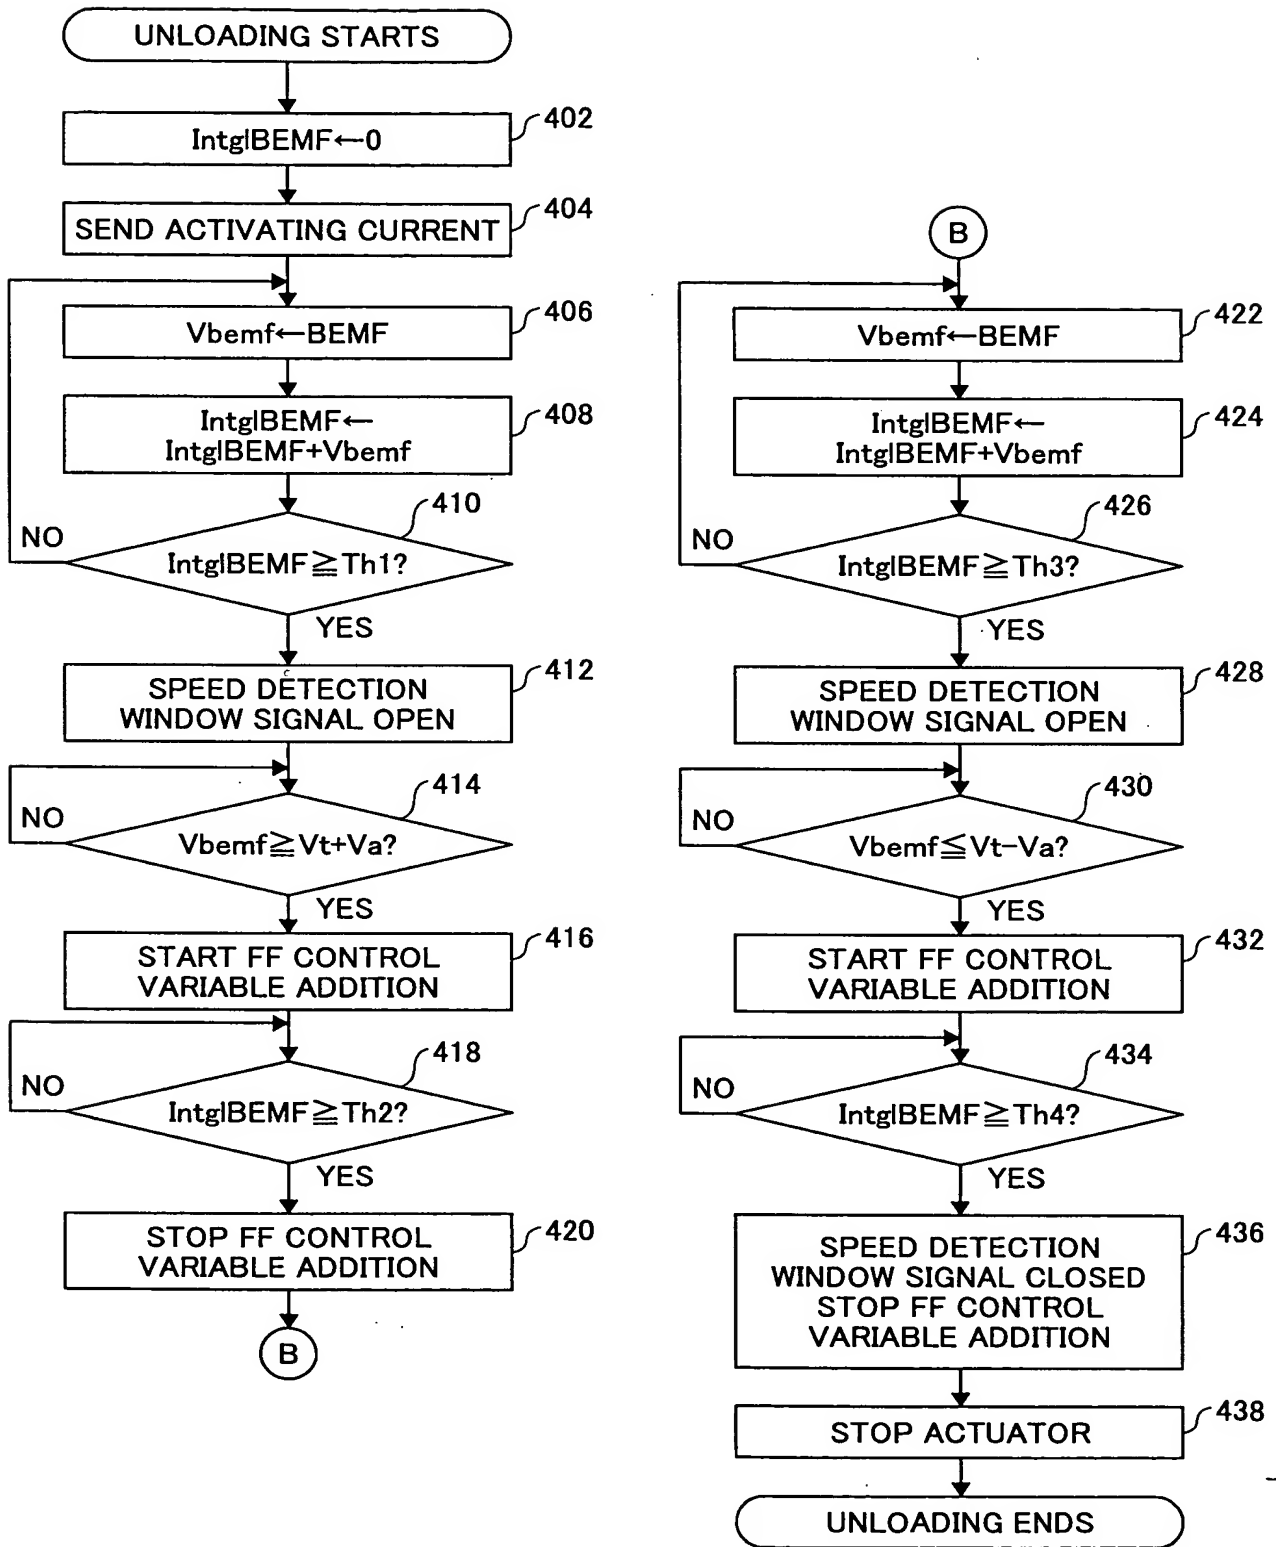 UNLOADING STARTS
IntglBEMF←0
402
SEND ACTIVATING CURRENT
404
Vbemf←BEMF
406
IntglBEMF←
IntglBEMF+Vbemf
408
410
NO
IntglBEMF≧Th1?
YES
SPEED DETECTION
WINDOW SIGNAL OPEN
412
414
NO
Vbemf≧Vt+Va?
YES
START FF CONTROL
VARIABLE ADDITION
416
418
NO
IntglBEMF≧Th2?
YES
STOP FF CONTROL
VARIABLE ADDITION
420
B
B
Vbemf←BEMF
422
IntglBEMF←
IntglBEMF+Vbemf
424
426
NO
IntglBEMF≧Th3?
YES
SPEED DETECTION
WINDOW SIGNAL OPEN
428
430
NO
Vbemf≦Vt−Va?
YES
START FF CONTROL
VARIABLE ADDITION
432
434
NO
IntglBEMF≧Th4?
YES
SPEED DETECTION
WINDOW SIGNAL CLOSED
STOP FF CONTROL
VARIABLE ADDITION
436
STOP ACTUATOR
438
UNLOADING ENDS